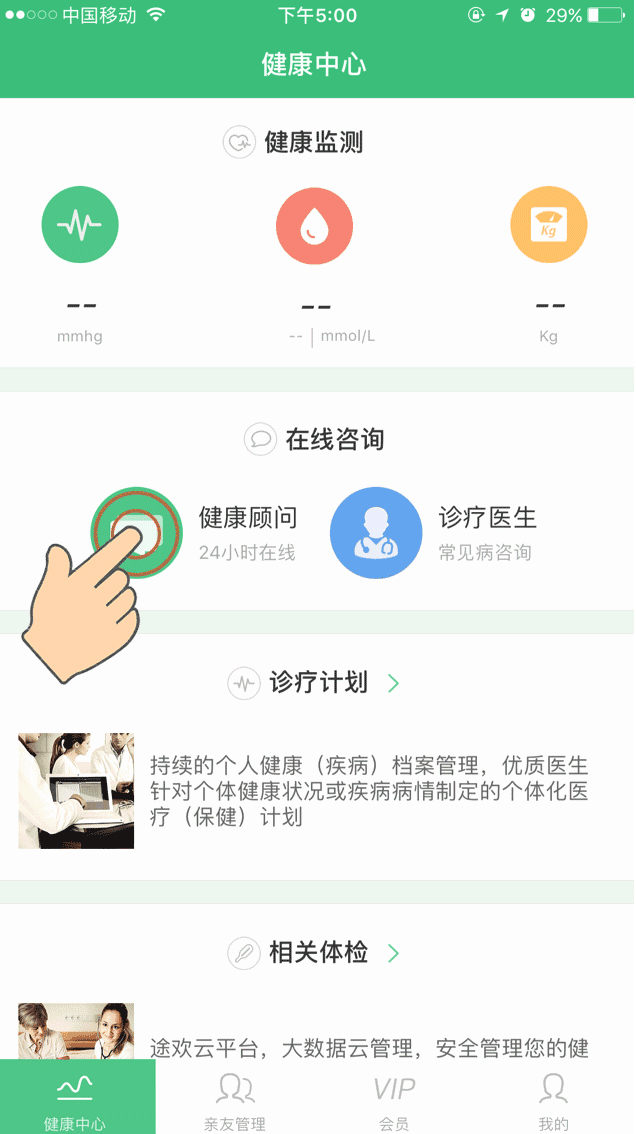 中国移动
下午5:00
29%
健康中心
健康监测
-- -- --
mmhg
-- | mmol/L
Kg
Kg
在线咨询
健康顾问
24小时在线
诊疗医生
常见病咨询
诊疗计划
持续的个人健康（疾病）档案管理，优质医生
针对个体健康状况或疾病病情制定的个体化医
疗（保健）计划
相关体检
途欢云平台，大数据云管理，安全管理您的健
健康中心
亲友管理
VIP
会员
我的